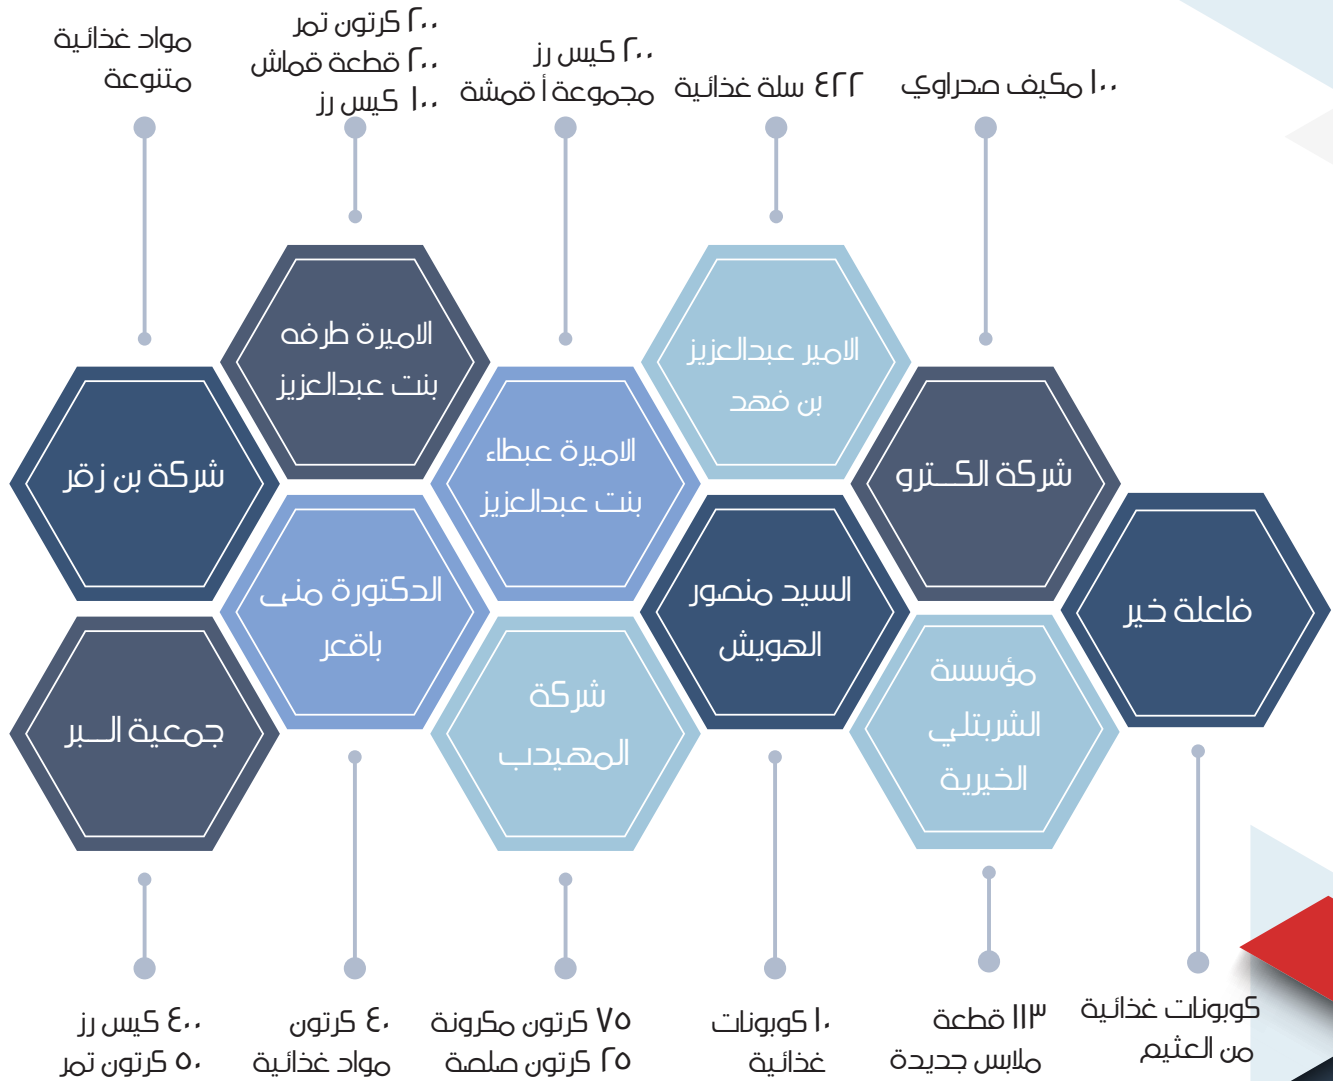 ١٠٠ مكيف صحراوي
٤٢٢ سلة غذائية
٢٠٠ كيس رز
مجموعة أقمشة
٢٠٠ كرتون تمر
٢٠٠ قطعة قماش
١٠٠ كيس رز
مواد غذائية
متنوعة
الامير عبدالعزيز
بن فهد
الاميرة طرفه
بنت عبدالعزيز
شركة الكــترو
الاميرة عبطاء
بنت عبدالعزيز
شركة بن زقر
فاعلة خير
السيد منصور
الهويش
الدكتورة منى
باقعر
مؤسسة
الشربتلي
الخيرية
شركة
المهيدب
جمعية الــبر
كوبونات غذائية
من العثيم
١١٣ قطعة
ملابس جديدة
١٠ كوبونات
غذائية
٧٥ كرتون مكرونة
٢٥ كرتون صلصة
٤٠ كرتون
مواد غذائية
٤٠٠ كيس رز
٥٠ كرتون تمر